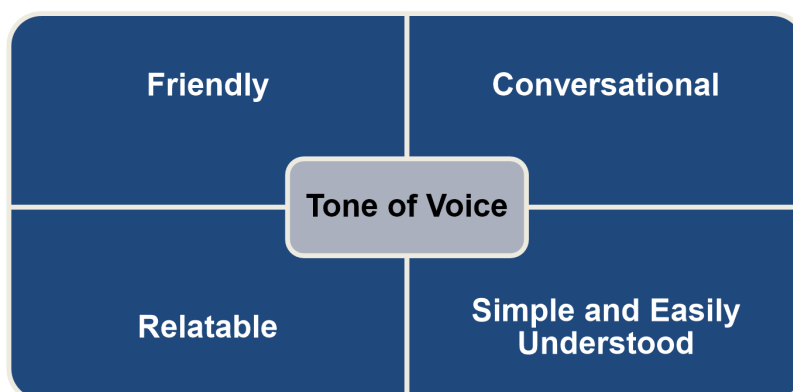 Friendly
Conversational
Tone of Voice
Relatable
Simple and Easily
Understood